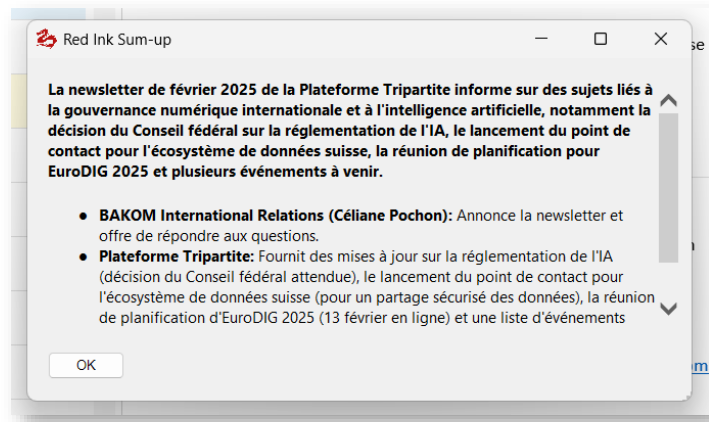 Red Ink Sum-up
se
La newsletter de février 2025 de la Plateforme Tripartite informe sur des sujets liés à
la gouvernance numérique internationale et à l'intelligence artificielle, notamment la
décision du Conseil fédéral sur la réglementation de l'IA, le lancement du point de
contact pour l'écosystème de données suisse, la réunion de planification pour
EuroDIG 2025 et plusieurs événements à venir.
● BAKOM International Relations (Céliane Pochon): Annonce la newsletter et
offre de répondre aux questions.
● Plateforme Tripartite: Fournit des mises à jour sur la réglementation de l'IA
(décision du Conseil fédéral attendue), le lancement du point de contact pour
l'écosystème de données suisse (pour un partage sécurisé des données), la réunion
de planification d'EuroDIG 2025 (13 février en ligne) et une liste d'événements
OK
om